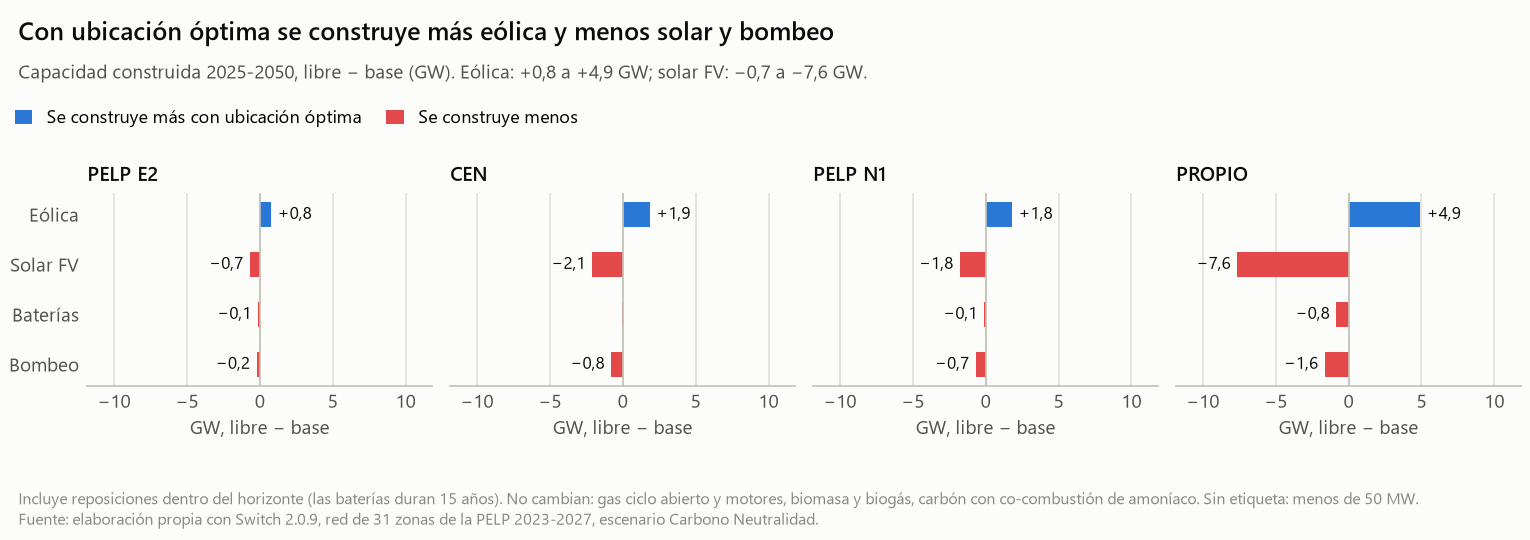 Con ubicación óptima se construye más eólica y menos solar y bombeo
Capacidad construida 2025-2050, libre − base (GW). Eólica: +0,8 a +4,9 GW; solar FV: −0,7 a −7,6 GW.
Se construye más con ubicación óptima Se construye menos
PELP E2 CEN PELP N1 PROPIO
Eólica +0,8 +1,9 +1,8 +4,9
Solar FV −0,7 −2,1 −1,8 −7,6
Baterías −0,1 −0,1 −0,8
Bombeo −0,2 −0,8 −0,7 −1,6
−10 −5 0 5 10 −10 −5 0 5 10 −10 −5 0 5 10 −10 −5 0 5 10
GW, libre − base GW, libre − base GW, libre − base GW, libre − base
Incluye reposiciones dentro del horizonte (las baterías duran 15 años). No cambian: gas ciclo abierto y motores, biomasa y biogás, carbón con co-combustión de amoníaco. Sin etiqueta: menos de 50 MW.
Fuente: elaboración propia con Switch 2.0.9, red de 31 zonas de la PELP 2023-2027, escenario Carbono Neutralidad.